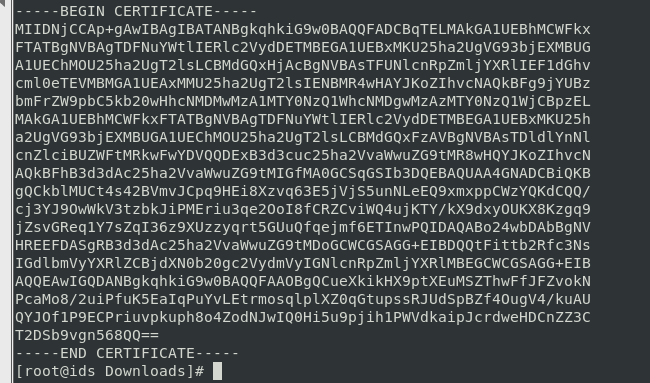 -----BEGIN CERTIFICATE-----
MIIDNjCCAp+gAwIBAgIBATANBgkqhkiG9w0BAQQFADCBqTELMAkGA1UEBhMCWFkx
FTATBgNVBAgTDFNuYWtlIERlc2VydDETMBEGA1UEBxMKU25ha2UgVG93bjEXMBUG
A1UEChMOU25ha2UgT2lsLCBMdGQxHjAcBgNVBAsTFUNlcnRpZmljYXRlIEF1dGhv
cml0eTEVMBMGA1UEAxMMU25ha2UgT2lsIENBMR4wHAYJKoZIhvcNAQkBFg9jYUBz
bmFrZW9pbC5kb20wHhcNMDMwMzA1MTY0NzQ1WhcNMDgwMzAzMTY0NzQ1WjCBpzEL
MAkGA1UEBhMCWFkxFTATBgNVBAgTDFNuYWtlIERlc2VydDETMBEGA1UEBxMKU25h
a2UgVG93bjEXMBUGA1UEChMOU25ha2UgT2lsLCBMdGQxFzAVBgNVBAsTDldlYnNl
cnZlciBUZWFtMRkwFwYDVQQDExB3d3cuc25ha2VvaWwuZG9tMR8wHQYJKoZIhvcN
AQkBFhB3d3dAc25ha2VvaWwuZG9tMIGfMA0GCSqGSIb3DQEBAQUAA4GNADCBiQKB
gQCkblMUCt4s42BVmvJCpq9HEi8Xzvq63E5jVjS5unNLeEQ9xmxppCWzYQKdCQQ/
cj3YJ9OwWkV3tzbkJiPMEriu3qe2OoI8fCRZCviWQ4ujKTY/kX9dxyOUKX8Kzgq9
jZsvGReq1Y7sZqI36z9XUzzyqrt5GUuQfqejmf6ETInwPQIDAQABo24wbDAbBgNV
HREEFDASgRB3d3dAc25ha2VvaWwuZG9tMDoGCWCGSAGG+EIBDQQtFittb2Rfc3Ns
IGdlbmVyYXRlZCBjdXN0b20gc2VydmVyIGNlcnRpZmljYXRlMBEGCWCGSAGG+EIB
AQQEAwIGQDANBgkqhkiG9w0BAQQFAAOBgQCueXkikHX9ptXEuMSZThwFfJFZvokN
PcaMo8/2uiPfuK5EaIqPuYvLEtrmosqlplXZ0qGtupssRJUdSpBZf4OugV4/kuAU
QYJOf1P9ECPriuvpkuph8o4ZodNJwIQ0Hi5u9pjih1PWVdkaipJcrdweHDCnZZ3C
T2DSb9vgn568QQ==
-----END CERTIFICATE-----
[root@ids Downloads]#